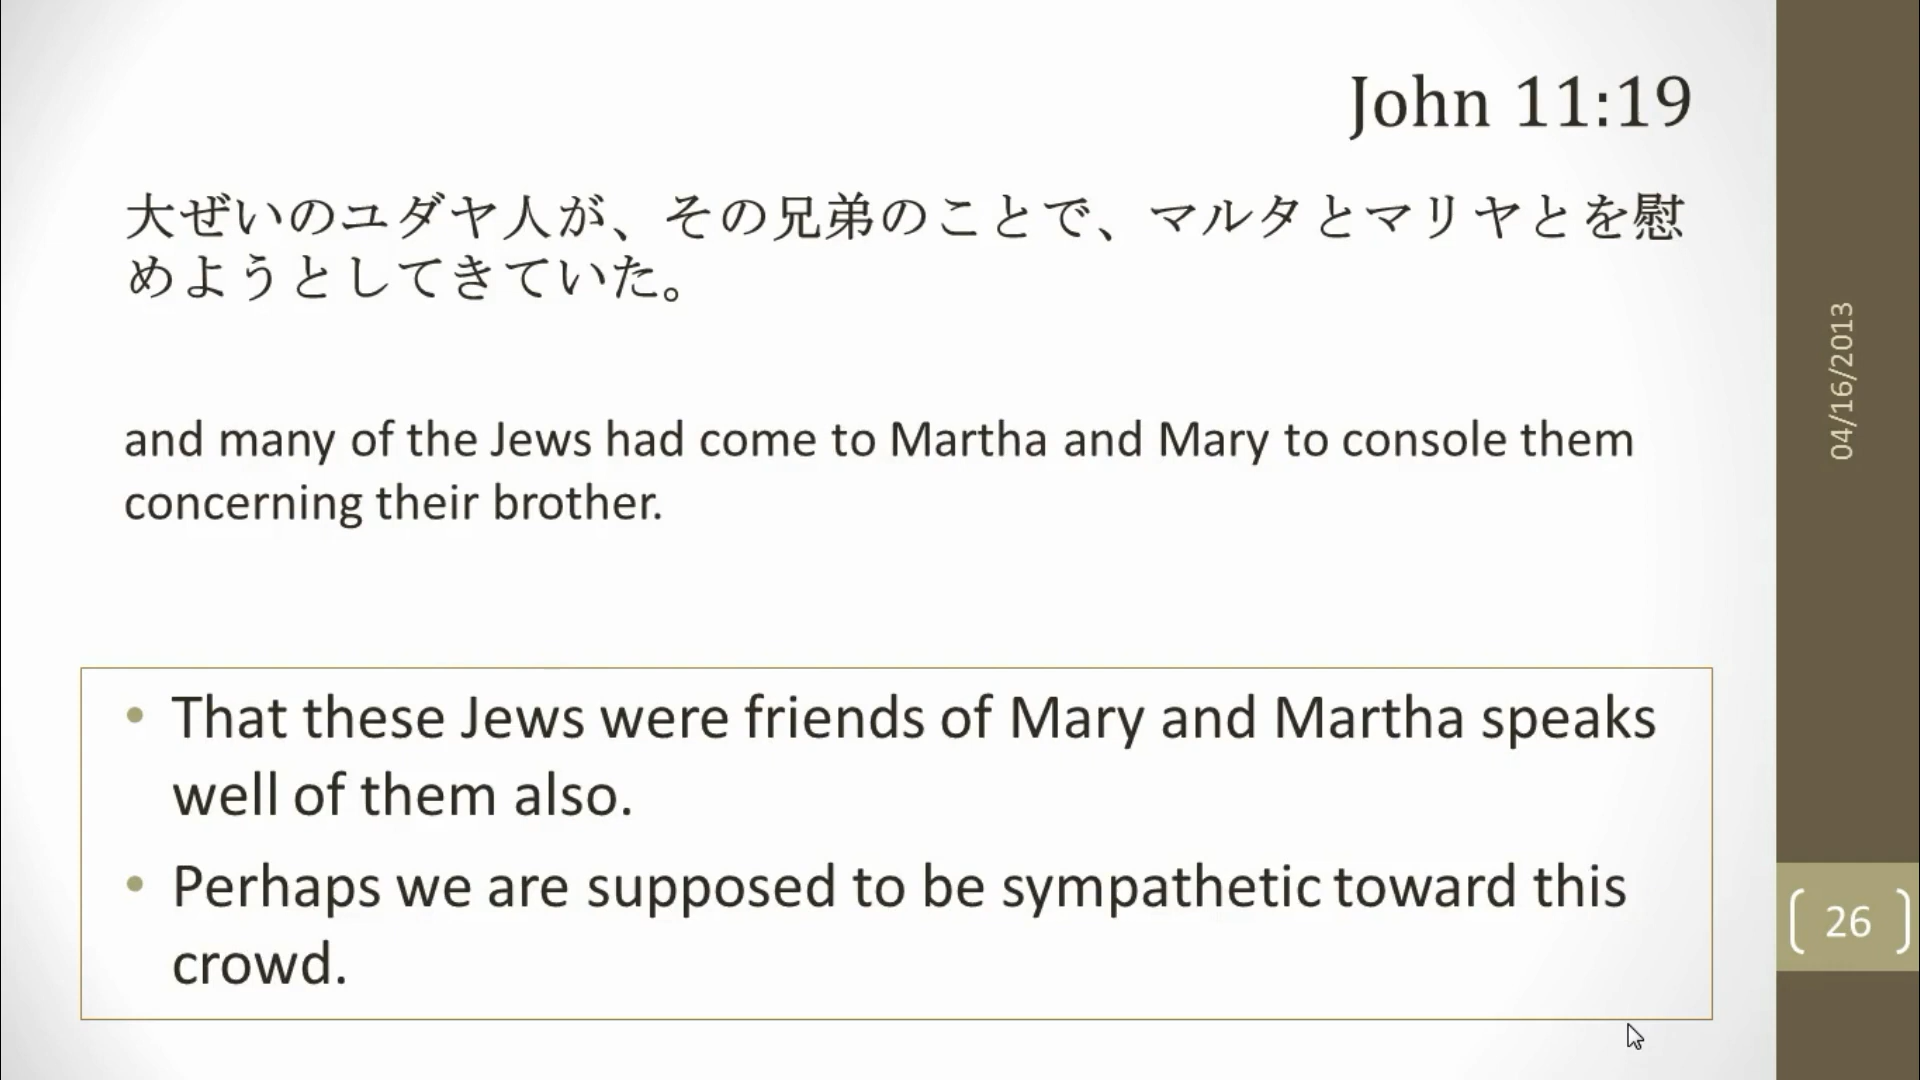 John 11:19
大ぜいのユダヤ人が、その兄弟のことで、マルタとマリヤとを慰
めようとしてきていた。
and many of the Jews had come to Martha and Mary to console them
concerning their brother.
• That these Jews were friends of Mary and Martha speaks
well of them also.
• Perhaps we are supposed to be sympathetic toward this
crowd.
04/16/2013
26